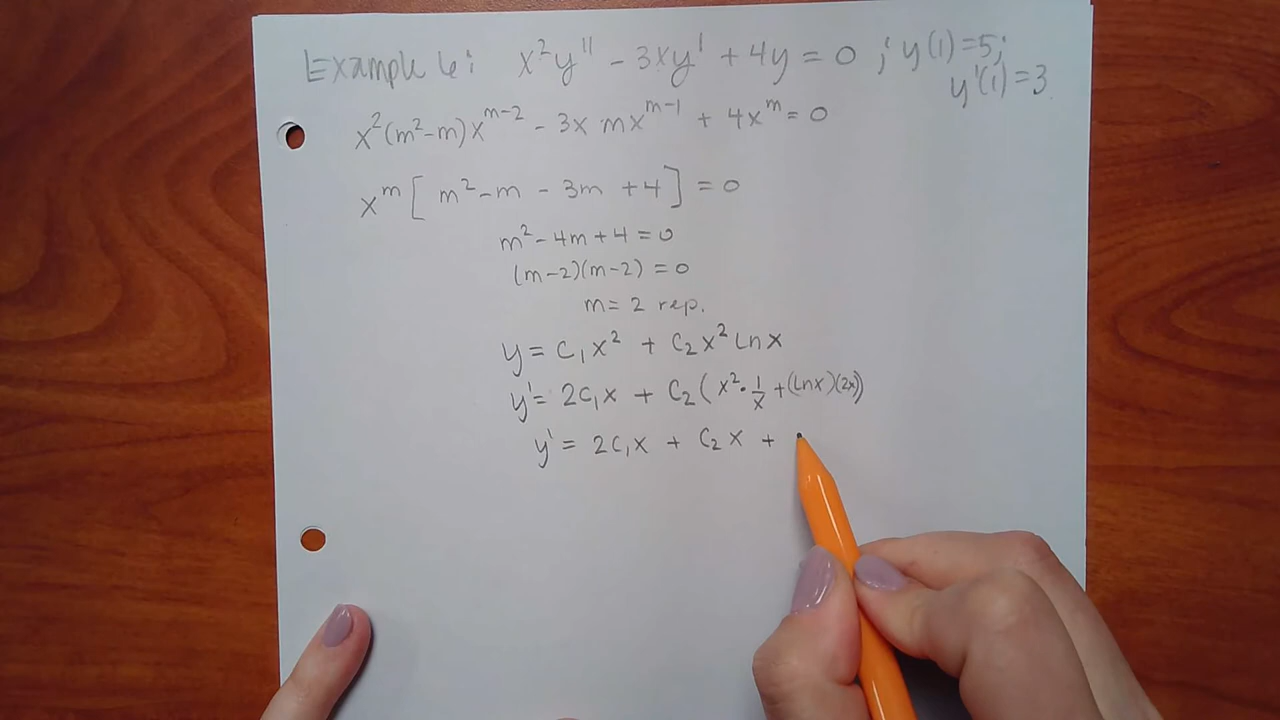 Example 6: x²y'' - 3xy' + 4y = 0 ; y(1)=5;
y'(1)=3
x²(m²-m)x^{m-2} - 3x mx^{m-1} + 4x^m = 0
x^m [ m² - m - 3m + 4 ] = 0
m² - 4m + 4 = 0
(m-2)(m-2) = 0
m = 2 rep.
y = C₁x² + C₂x² Ln x
y' = 2C₁x + C₂(x² · 1/x + (Ln x)(2x))
y' = 2C₁x + C₂x +